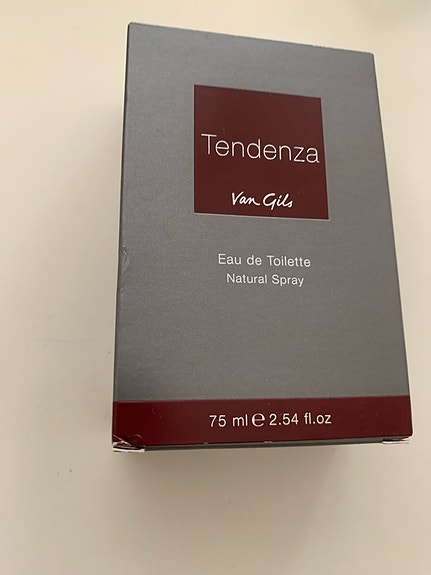 Tendenza
Van Gils
Eau de Toilette
Natural Spray
75 ml ℮ 2.54 fl.oz